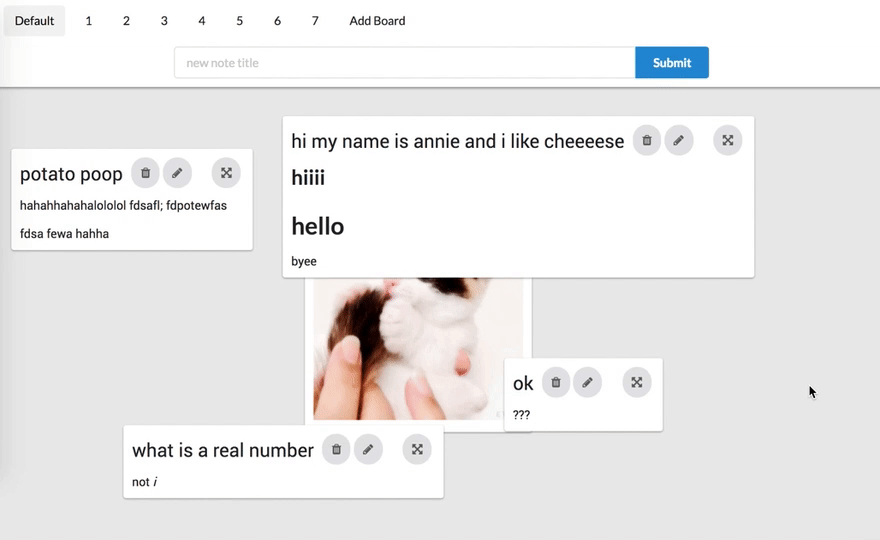 Default 1 2 3 4 5 6 7 Add Board
new note title Submit
hi my name is annie and i like cheeeese
hiiii
hello
byee
potato poop
hahahhahahalololol fdsafl; fdpotewfas
fdsa fewa hahha
ok
???
what is a real number
not i